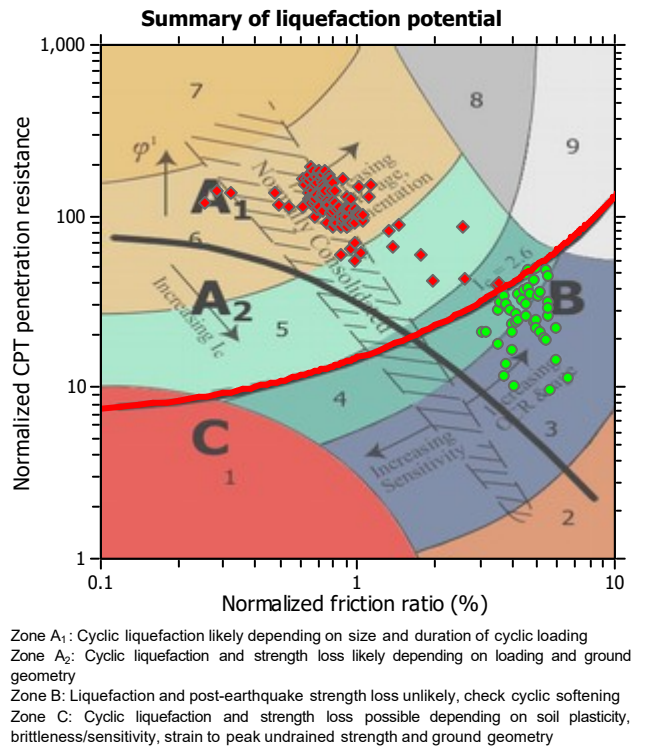 Summary of liquefaction potential
1,000
100
10
1
0.1
1
10
Normalized CPT penetration resistance
Normalized friction ratio (%)
7
8
9
φ'
A1
6
A2
5
4
3
2
1
B
C
Normally Consolidated
Increasing Ic
= 2.6
Increasing
OCR & age
Increasing
Sensitivity
Zone A1: Cyclic liquefaction likely depending on size and duration of cyclic loading
Zone A2: Cyclic liquefaction and strength loss likely depending on loading and ground
geometry
Zone B: Liquefaction and post-earthquake strength loss unlikely, check cyclic softening
Zone C: Cyclic liquefaction and strength loss possible depending on soil plasticity,
brittleness/sensitivity, strain to peak undrained strength and ground geometry